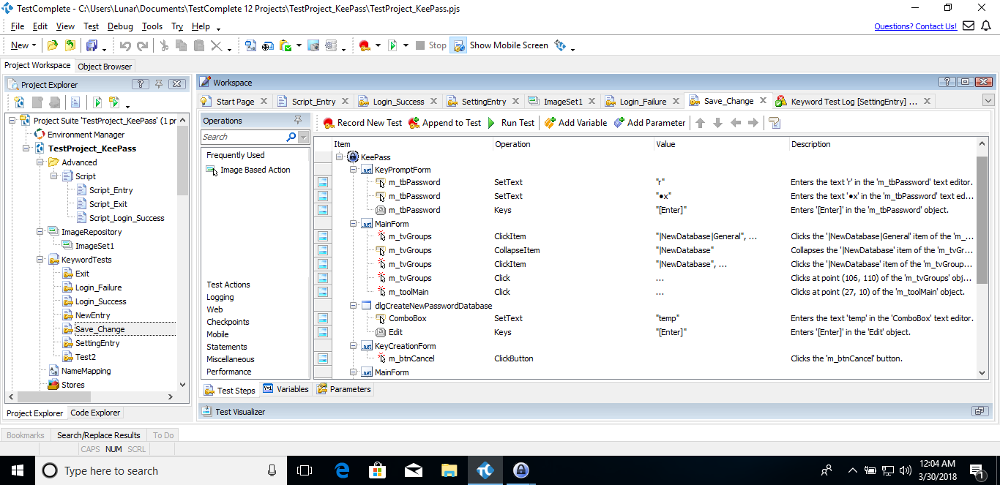 TestComplete - C:\Users\Lunar\Documents\TestComplete 12 Projects\TestProject_KeePass\TestProject_KeePass.pjs
File Edit View Test Debug Tools Try Help
Questions? Contact Us!
New Stop Show Mobile Screen
Project Workspace Object Browser
Project Explorer
Workspace
Start Page Script_Entry Login_Success SettingEntry ImageSet1 Login_Failure Save_Change Keyword Test Log [SettingEntry] ...
Project Suite 'TestProject_KeePass' (1 pr
Environment Manager
TestProject_KeePass
Advanced
Script
Script_Entry
Script_Exit
Script_Login_Success
ImageRepository
ImageSet1
KeywordTests
Exit
Login_Failure
Login_Success
NewEntry
Save_Change
SettingEntry
Test2
NameMapping
Stores
Project Explorer Code Explorer
Operations
Search
Frequently Used
Image Based Action
Test Actions
Logging
Web
Checkpoints
Mobile
Statements
Miscellaneous
Performance
Record New Test Append to Test Run Test Add Variable Add Parameter
Item Operation Value Description
KeePass
.net KeyPromptForm
m_tbPassword SetText "r" Enters the text 'r' in the 'm_tbPassword' text editor.
m_tbPassword SetText "●x" Enters the text '●x' in the 'm_tbPassword' text ed...
m_tbPassword Keys "[Enter]" Enters '[Enter]' in the 'm_tbPassword' object.
.net MainForm
m_tvGroups ClickItem "|NewDatabase|General", ... Clicks the '|NewDatabase|General' item of the 'm_...
m_tvGroups CollapseItem "|NewDatabase" Collapses the '|NewDatabase' item of the 'm_tvGr...
m_tvGroups ClickItem "|NewDatabase", ... Clicks the '|NewDatabase' item of the 'm_tvGroup...
m_tvGroups Click ... Clicks at point (106, 110) of the 'm_tvGroups' obj...
m_toolMain Click ... Clicks at point (27, 10) of the 'm_toolMain' object.
dlgCreateNewPasswordDatabase
ComboBox SetText "temp" Enters the text 'temp' in the 'ComboBox' text editor.
Edit Keys "[Enter]" Enters '[Enter]' in the 'Edit' object.
.net KeyCreationForm
m_btnCancel ClickButton Clicks the 'm_btnCancel' button.
.net MainForm
Test Steps Variables Parameters
Test Visualizer
Bookmarks Search/Replace Results To Do
CAPS NUM SCRL
Type here to search
12:04 AM
3/30/2018
1